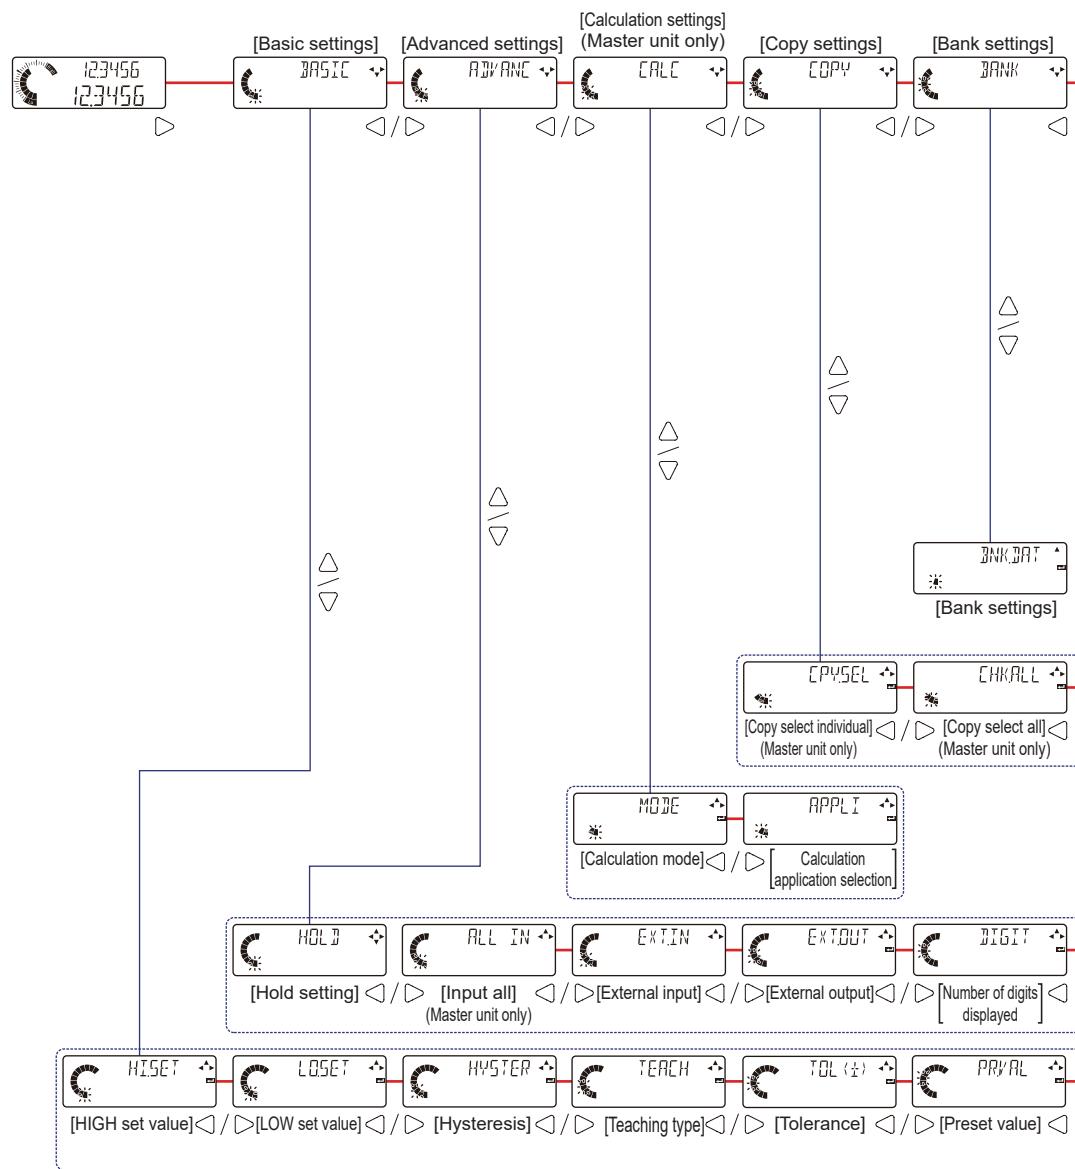 [Calculation settings]
[Basic settings] [Advanced settings] (Master unit only) [Copy settings] [Bank settings]
123456
12.3456
BASIC
ADVANC
CALC
COPY
BANK
/ / / /
/
/
/
/
/
BNK.DAT
[Bank settings]
CPY.SEL
CHK.ALL
[Copy select individual] / [Copy select all]
(Master unit only) (Master unit only)
MODE
APPLI
[Calculation mode] / [Calculation
application selection]
HOLD
ALL IN
EXT.IN
EXT.OUT
DIGIT
[Hold setting] / [Input all] / [External input] / [External output] / [Number of digits
(Master unit only) displayed]
HI.SET
LO.SET
HYSTER
TEACH
TOL (±)
PR.VAL
[HIGH set value] / [LOW set value] / [Hysteresis] / [Teaching type] / [Tolerance] / [Preset value]